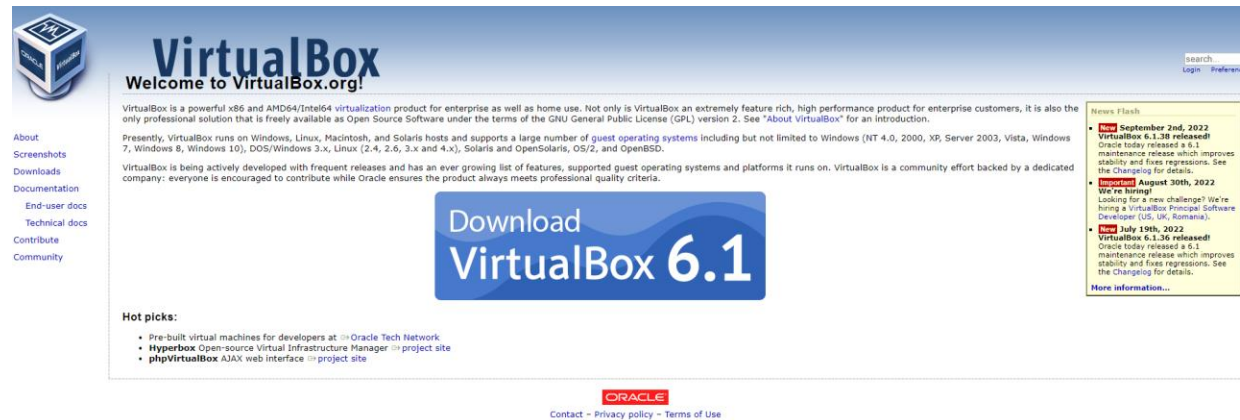 ORACLE
VirtualBox
VirtualBox
search...
Login Preferen
Welcome to VirtualBox.org!
VirtualBox is a powerful x86 and AMD64/Intel64 virtualization product for enterprise as well as home use. Not only is VirtualBox an extremely feature rich, high performance product for enterprise customers, it is also the
only professional solution that is freely available as Open Source Software under the terms of the GNU General Public License (GPL) version 2. See "About VirtualBox" for an introduction.
Presently, VirtualBox runs on Windows, Linux, Macintosh, and Solaris hosts and supports a large number of guest operating systems including but not limited to Windows (NT 4.0, 2000, XP, Server 2003, Vista, Windows
7, Windows 8, Windows 10), DOS/Windows 3.x, Linux (2.4, 2.6, 3.x and 4.x), Solaris and OpenSolaris, OS/2, and OpenBSD.
VirtualBox is being actively developed with frequent releases and has an ever growing list of features, supported guest operating systems and platforms it runs on. VirtualBox is a community effort backed by a dedicated
company: everyone is encouraged to contribute while Oracle ensures the product always meets professional quality criteria.
About
Screenshots
Downloads
Documentation
End-user docs
Technical docs
Contribute
Community
Download
VirtualBox 6.1
Hot picks:
Pre-built virtual machines for developers at Oracle Tech Network
Hyperbox Open-source Virtual Infrastructure Manager project site
phpVirtualBox AJAX web interface project site
News Flash
New September 2nd, 2022
VirtualBox 6.1.38 released!
Oracle today released a 6.1
maintenance release which improves
stability and fixes regressions. See
the Changelog for details.
Important August 30th, 2022
We're hiring!
Looking for a new challenge? We're
hiring a VirtualBox Principal Software
Developer (US, UK, Romania).
New July 19th, 2022
VirtualBox 6.1.36 released!
Oracle today released a 6.1
maintenance release which improves
stability and fixes regressions. See
the Changelog for details.
More information...
ORACLE
Contact – Privacy policy – Terms of Use